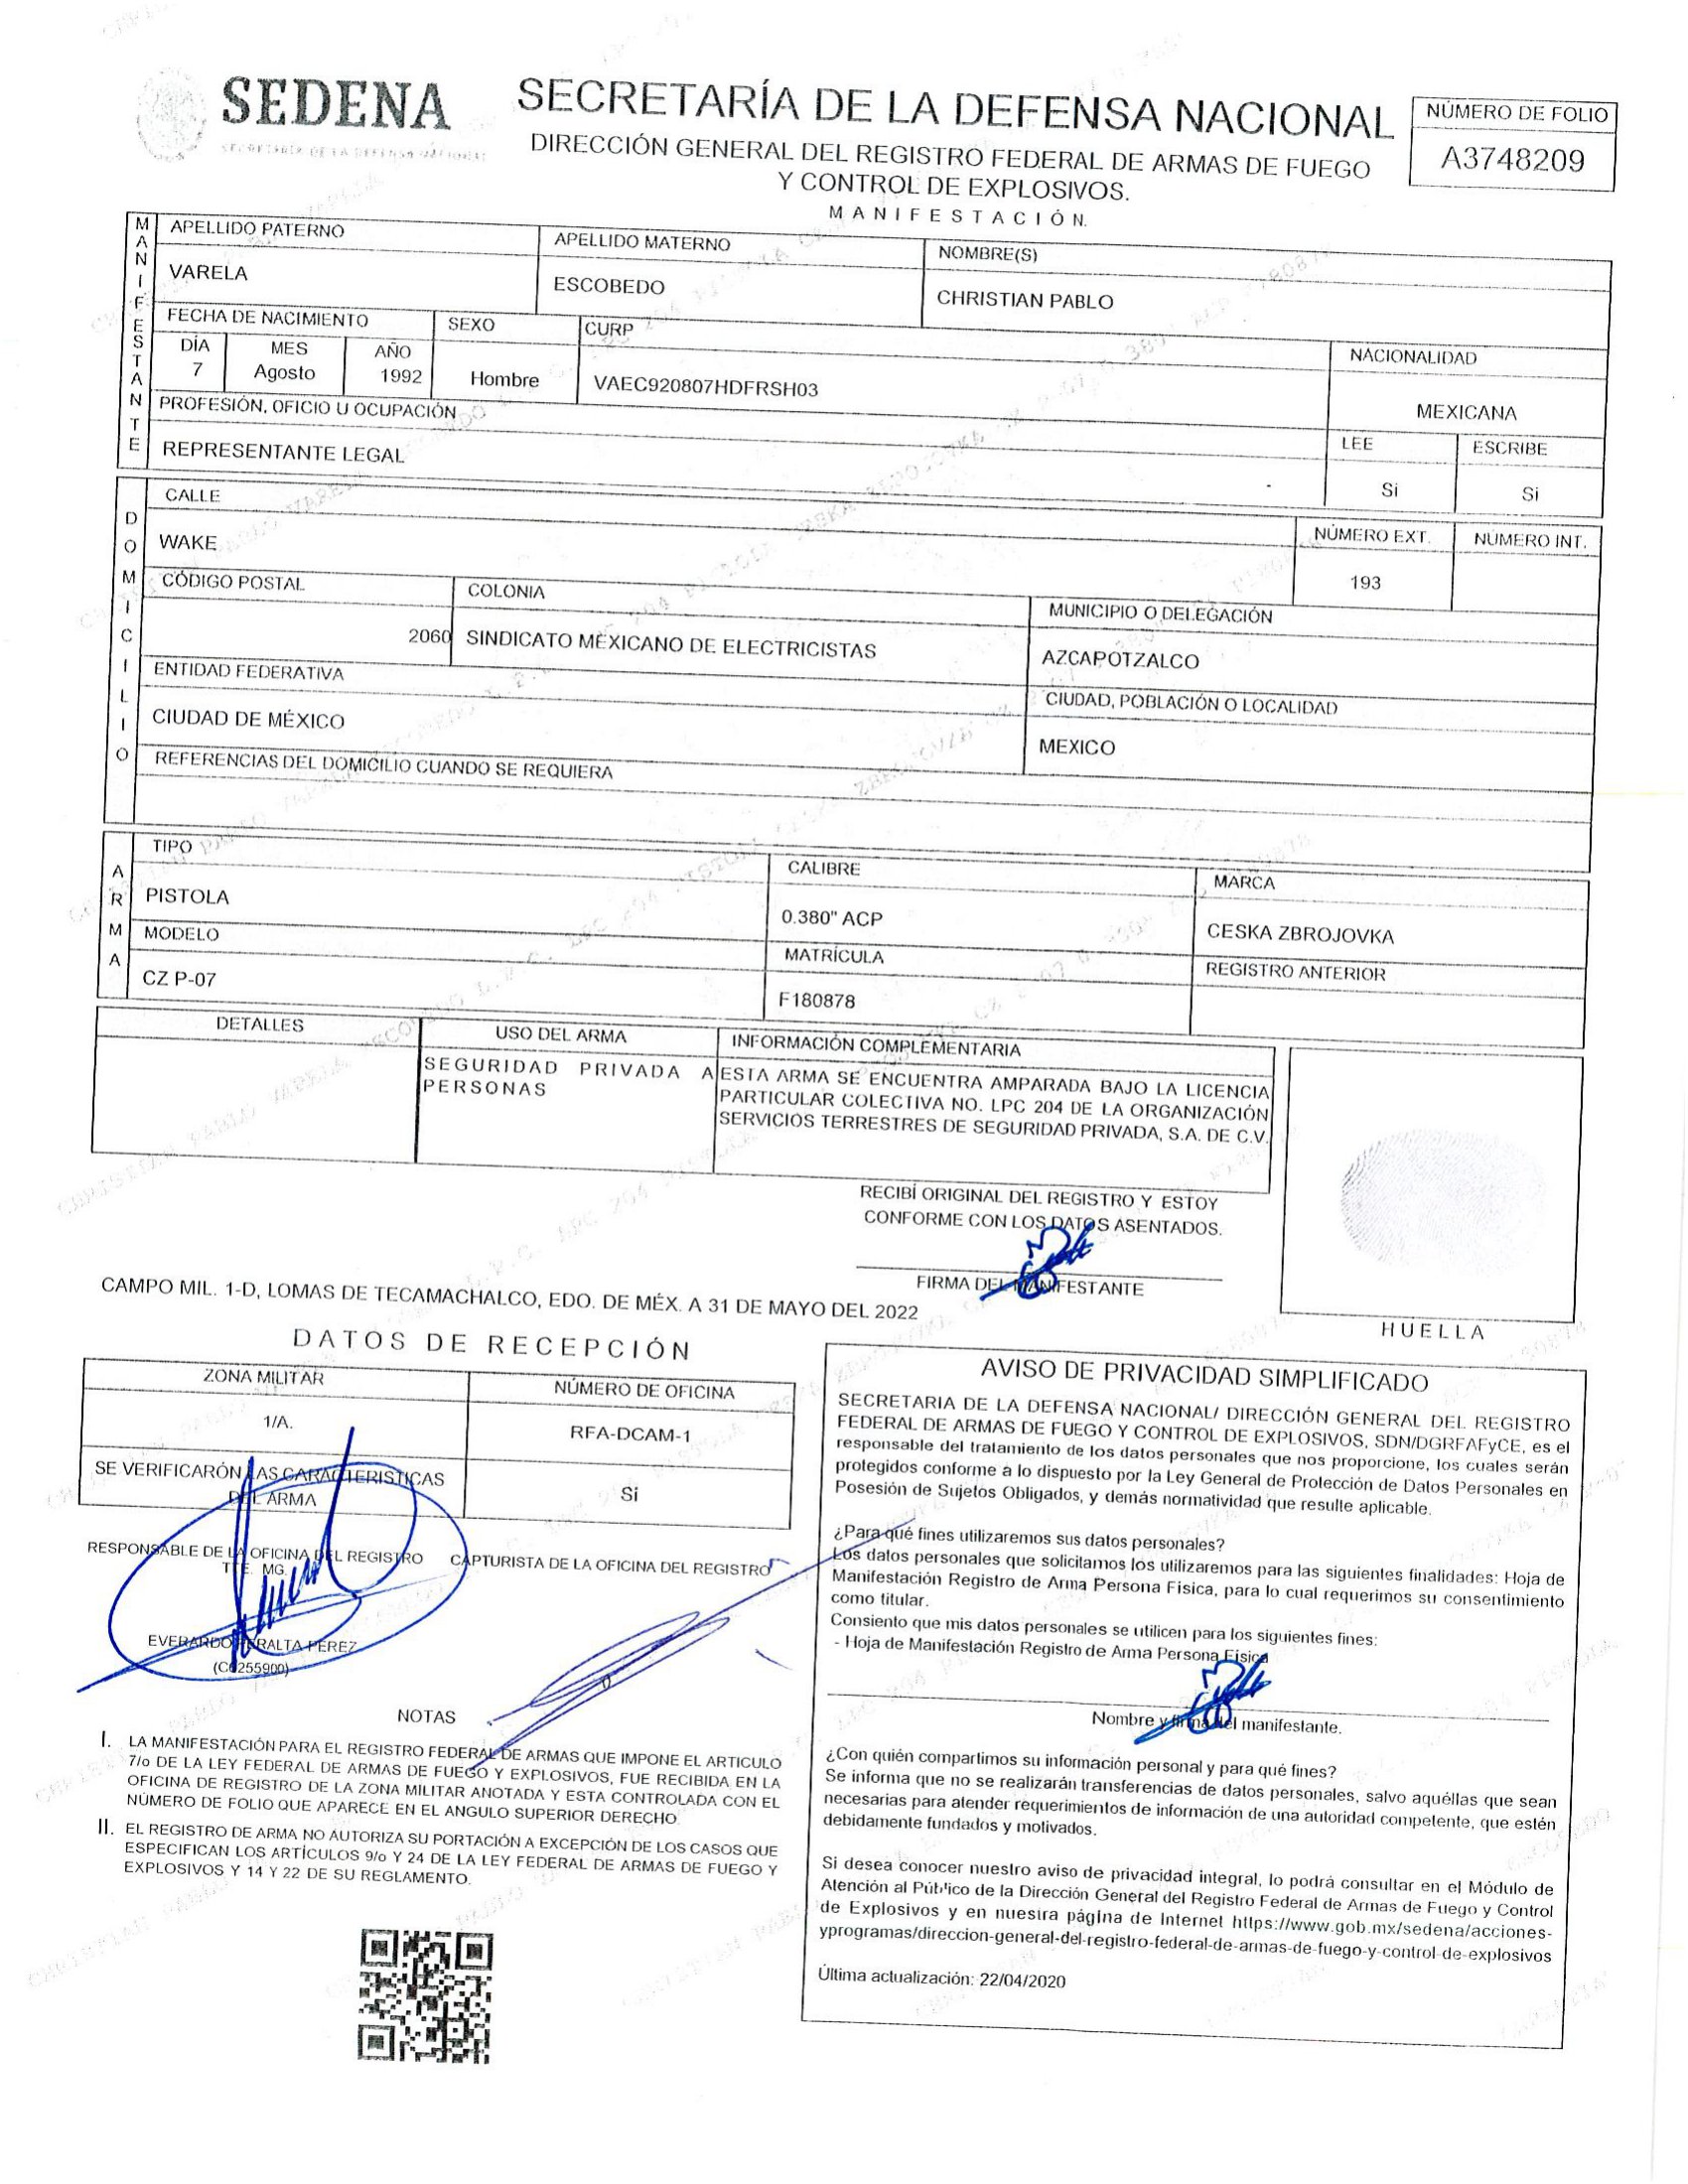 SEDENA
SECRETARÍA DE LA DEFENSA NACIONAL
SECRETARÍA DE LA DEFENSA NACIONAL
DIRECCIÓN GENERAL DEL REGISTRO FEDERAL DE ARMAS DE FUEGO
Y CONTROL DE EXPLOSIVOS.
MANIFESTACIÓN.
NÚMERO DE FOLIO
A3748209
MANIFESTANTE
APELLIDO PATERNO
APELLIDO MATERNO
NOMBRE(S)
VARELA
ESCOBEDO
CHRISTIAN PABLO
FECHA DE NACIMIENTO
SEXO
CURP
NACIONALIDAD
DÍA
MES
AÑO
7
Agosto
1992
Hombre
VAEC920807HDFRSH03
MEXICANA
PROFESIÓN, OFICIO U OCUPACIÓN
LEE
ESCRIBE
REPRESENTANTE LEGAL
Si
Si
DOMICILIO
CALLE
NÚMERO EXT.
NÚMERO INT.
WAKE
193
CÓDIGO POSTAL
COLONIA
MUNICIPIO O DELEGACIÓN
2060
SINDICATO MEXICANO DE ELECTRICISTAS
AZCAPOTZALCO
ENTIDAD FEDERATIVA
CIUDAD, POBLACIÓN O LOCALIDAD
CIUDAD DE MÉXICO
MEXICO
REFERENCIAS DEL DOMICILIO CUANDO SE REQUIERA
ARMA
TIPO
CALIBRE
MARCA
PISTOLA
0.380" ACP
CESKA ZBROJOVKA
MODELO
MATRÍCULA
REGISTRO ANTERIOR
CZ P-07
F180878
DETALLES
USO DEL ARMA
INFORMACIÓN COMPLEMENTARIA
SEGURIDAD PRIVADA A
PERSONAS
ESTA ARMA SE ENCUENTRA AMPARADA BAJO LA LICENCIA
PARTICULAR COLECTIVA NO. LPC 204 DE LA ORGANIZACIÓN
SERVICIOS TERRESTRES DE SEGURIDAD PRIVADA, S.A. DE C.V.
RECIBÍ ORIGINAL DEL REGISTRO Y ESTOY
CONFORME CON LOS DATOS ASENTADOS.
FIRMA DEL MANIFESTANTE
HUELLA
CAMPO MIL. 1-D, LOMAS DE TECAMACHALCO, EDO. DE MÉX. A 31 DE MAYO DEL 2022
DATOS DE RECEPCIÓN
ZONA MILITAR
NÚMERO DE OFICINA
1/A.
RFA-DCAM-1
SE VERIFICARÓN LAS CARACTERISTICAS
DEL ARMA
Si
RESPONSABLE DE LA OFICINA DEL REGISTRO
TTE. MG.
CAPTURISTA DE LA OFICINA DEL REGISTRO
EVERARDO PERALTA PEREZ
(C6255900)
NOTAS
I. LA MANIFESTACIÓN PARA EL REGISTRO FEDERAL DE ARMAS QUE IMPONE EL ARTICULO
7/o DE LA LEY FEDERAL DE ARMAS DE FUEGO Y EXPLOSIVOS, FUE RECIBIDA EN LA
OFICINA DE REGISTRO DE LA ZONA MILITAR ANOTADA Y ESTA CONTROLADA CON EL
NÚMERO DE FOLIO QUE APARECE EN EL ANGULO SUPERIOR DERECHO.
II. EL REGISTRO DE ARMA NO AUTORIZA SU PORTACIÓN A EXCEPCIÓN DE LOS CASOS QUE
ESPECIFICAN LOS ARTÍCULOS 9/o Y 24 DE LA LEY FEDERAL DE ARMAS DE FUEGO Y
EXPLOSIVOS Y 14 Y 22 DE SU REGLAMENTO.
AVISO DE PRIVACIDAD SIMPLIFICADO
SECRETARIA DE LA DEFENSA NACIONAL/ DIRECCIÓN GENERAL DEL REGISTRO
FEDERAL DE ARMAS DE FUEGO Y CONTROL DE EXPLOSIVOS, SDN/DGRFAFyCE, es el
responsable del tratamiento de los datos personales que nos proporcione, los cuales serán
protegidos conforme a lo dispuesto por la Ley General de Protección de Datos Personales en
Posesión de Sujetos Obligados, y demás normatividad que resulte aplicable.
¿Para qué fines utilizaremos sus datos personales?
Los datos personales que solicitamos los utilizaremos para las siguientes finalidades: Hoja de
Manifestación Registro de Arma Persona Física, para lo cual requerimos su consentimiento
como titular.
Consiento que mis datos personales se utilicen para los siguientes fines:
- Hoja de Manifestación Registro de Arma Persona Física
Nombre y firma del manifestante.
¿Con quién compartimos su información personal y para qué fines?
Se informa que no se realizarán transferencias de datos personales, salvo aquéllas que sean
necesarias para atender requerimientos de información de una autoridad competente, que estén
debidamente fundados y motivados.
Si desea conocer nuestro aviso de privacidad integral, lo podrá consultar en el Módulo de
Atención al Público de la Dirección General del Registro Federal de Armas de Fuego y Control
de Explosivos y en nuestra página de Internet https://www.gob.mx/sedena/acciones-
yprogramas/direccion-general-del-registro-federal-de-armas-de-fuego-y-control-de-explosivos
Última actualización: 22/04/2020